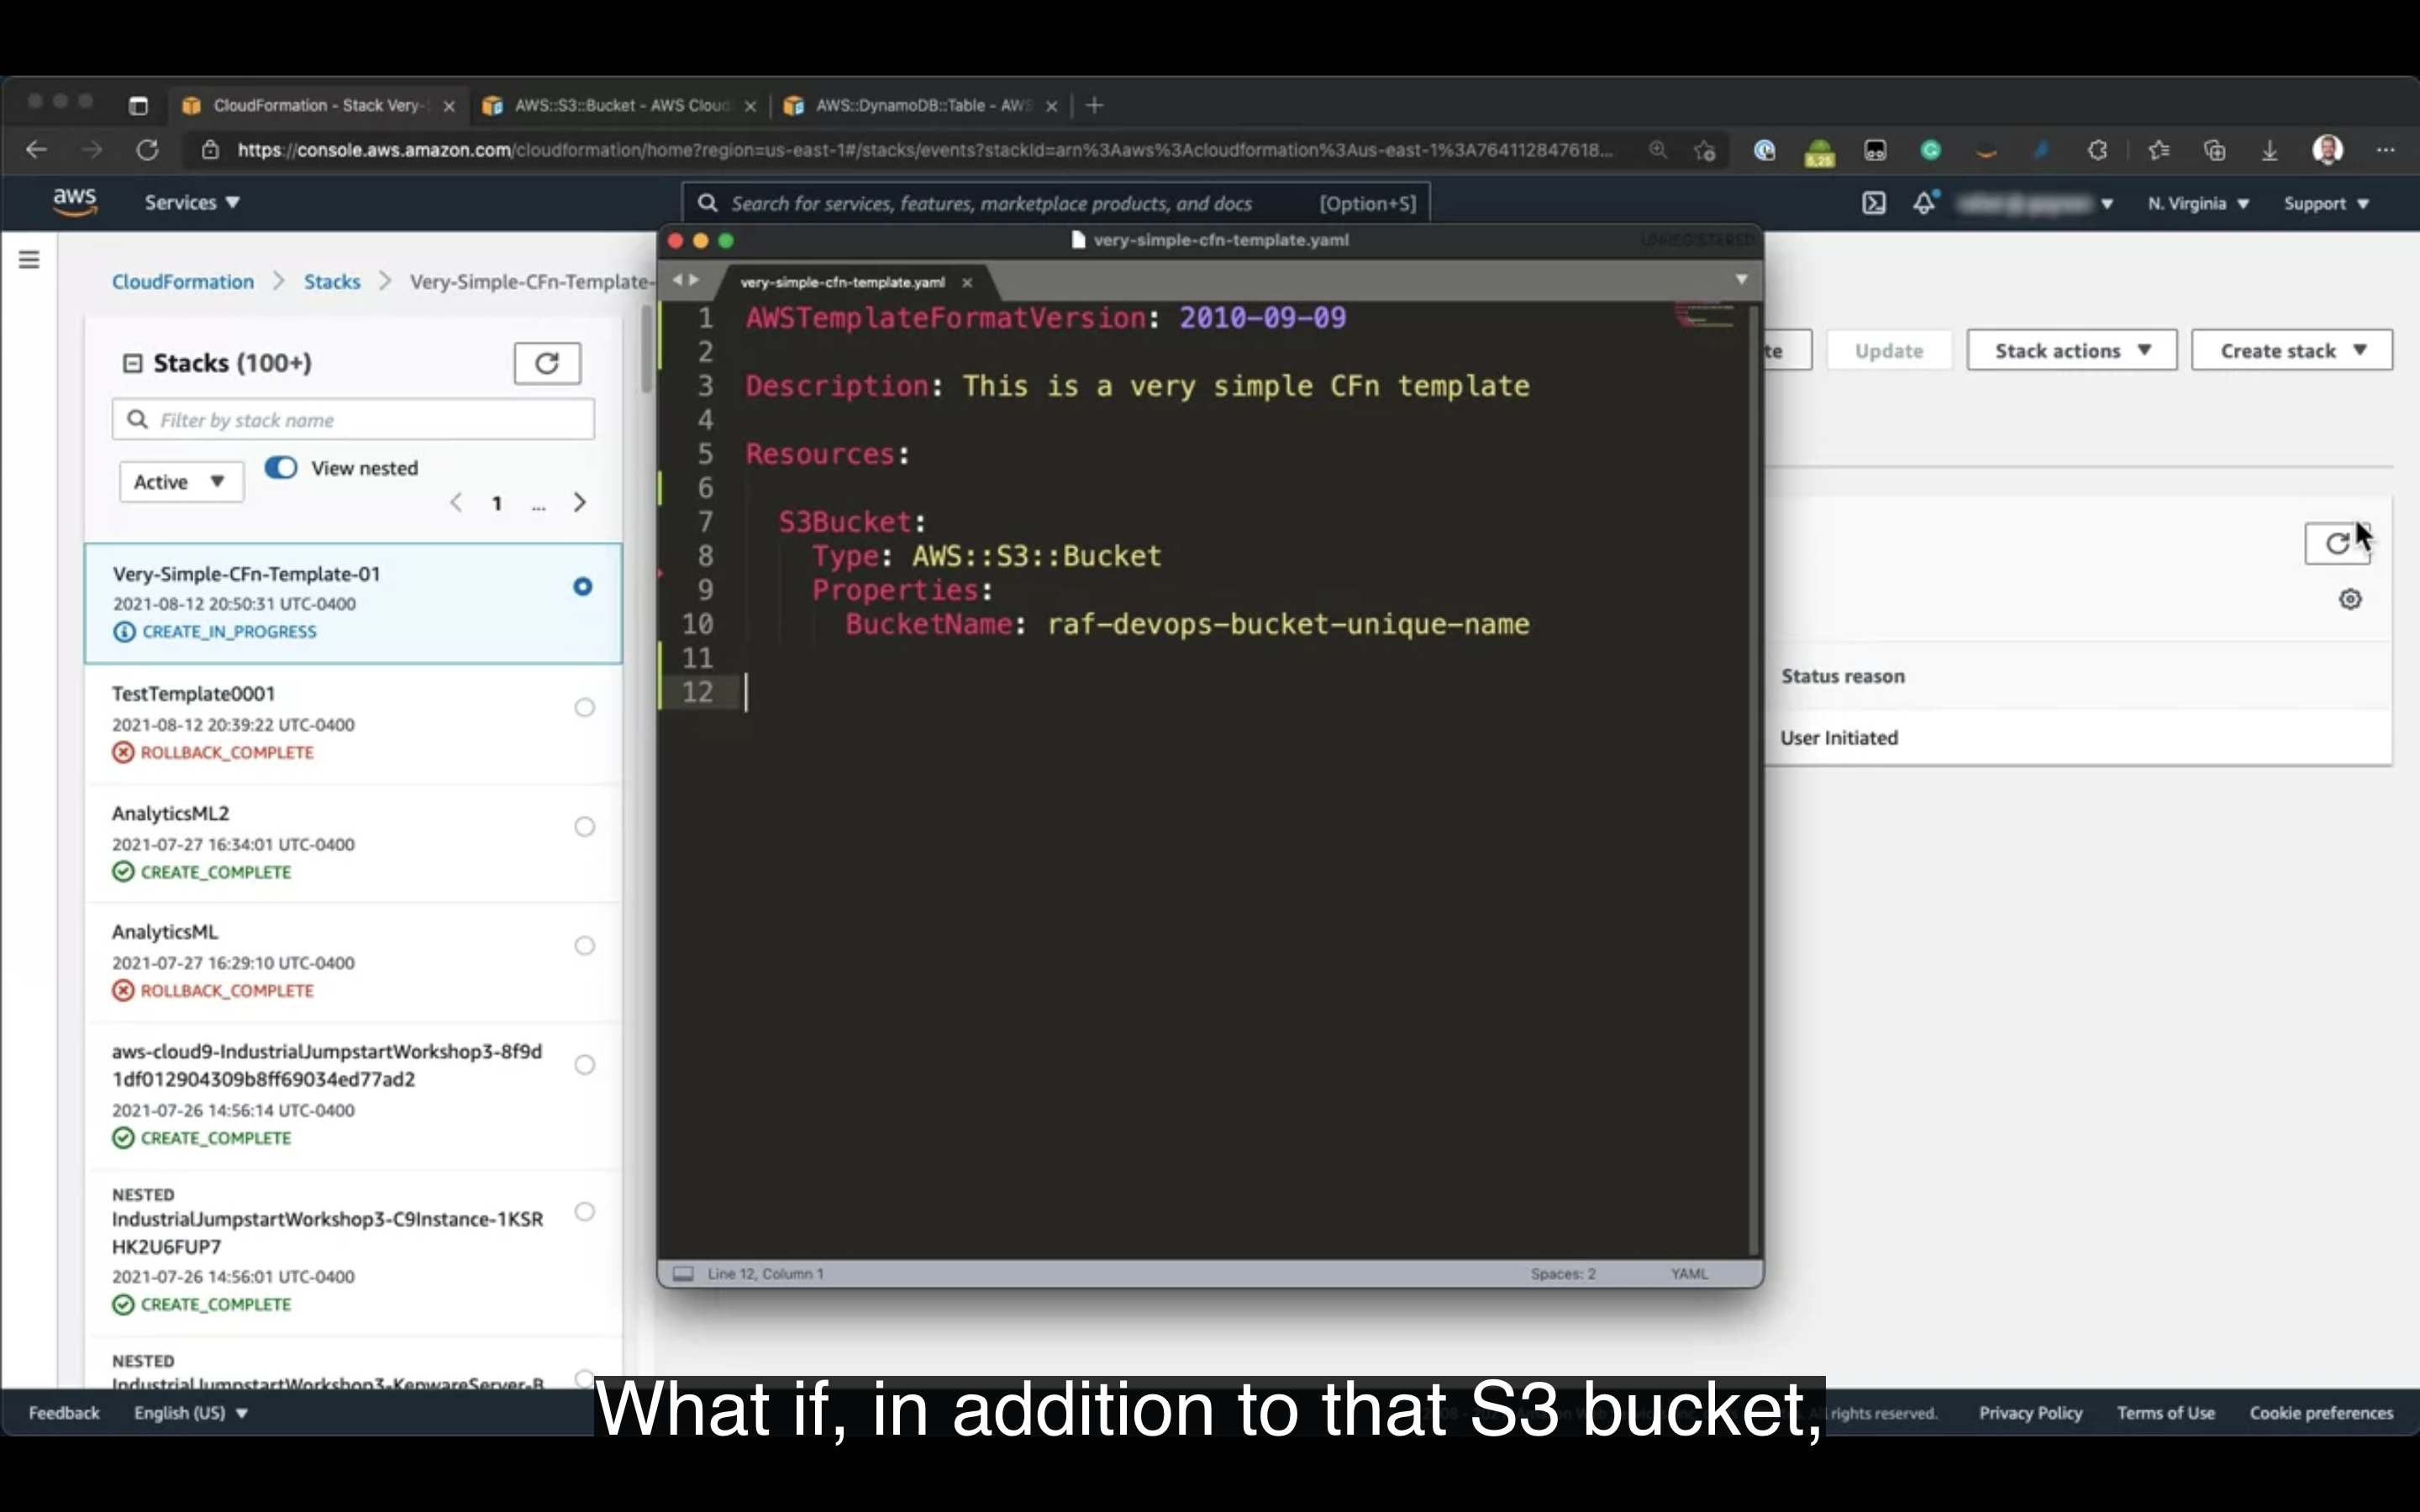 CloudFormation - Stack Very-
AWS::S3::Bucket - AWS Cloud
AWS::DynamoDB::Table - AWS
https://console.aws.amazon.com/cloudformation/home?region=us-east-1#/stacks/events?stackId=arn%3Aaws%3Acloudformation%3Aus-east-1%3A764112847618...
5,25
aws
Services
Search for services, features, marketplace products, and docs
[Option+S]
N. Virginia
Support
very-simple-cfn-template.yaml
UNREGISTERED
CloudFormation
Stacks
Very-Simple-CFn-Template-
Stacks (100+)
Filter by stack name
Active
View nested
1
...
Very-Simple-CFn-Template-01
2021-08-12 20:50:31 UTC-0400
CREATE_IN_PROGRESS
TestTemplate0001
2021-08-12 20:39:22 UTC-0400
ROLLBACK_COMPLETE
AnalyticsML2
2021-07-27 16:34:01 UTC-0400
CREATE_COMPLETE
AnalyticsML
2021-07-27 16:29:10 UTC-0400
ROLLBACK_COMPLETE
aws-cloud9-IndustrialJumpstartWorkshop3-8f9d
1df012904309b8ff69034ed77ad2
2021-07-26 14:56:14 UTC-0400
CREATE_COMPLETE
NESTED
IndustrialJumpstartWorkshop3-C9Instance-1KSR
HK2U6FUP7
2021-07-26 14:56:01 UTC-0400
CREATE_COMPLETE
NESTED
IndustrialJumpstartWorkshop3-KepwareServer-B
very-simple-cfn-template.yaml
1 AWSTemplateFormatVersion: 2010-09-09
2
3 Description: This is a very simple CFn template
4
5 Resources:
6
7 S3Bucket:
8 Type: AWS::S3::Bucket
9 Properties:
10 BucketName: raf-devops-bucket-unique-name
11
12
Line 12, Column 1
Spaces: 2
YAML
te
Update
Stack actions
Create stack
Status reason
User Initiated
Feedback
English (US)
What if, in addition to that S3 bucket,
rights reserved.
Privacy Policy
Terms of Use
Cookie preferences